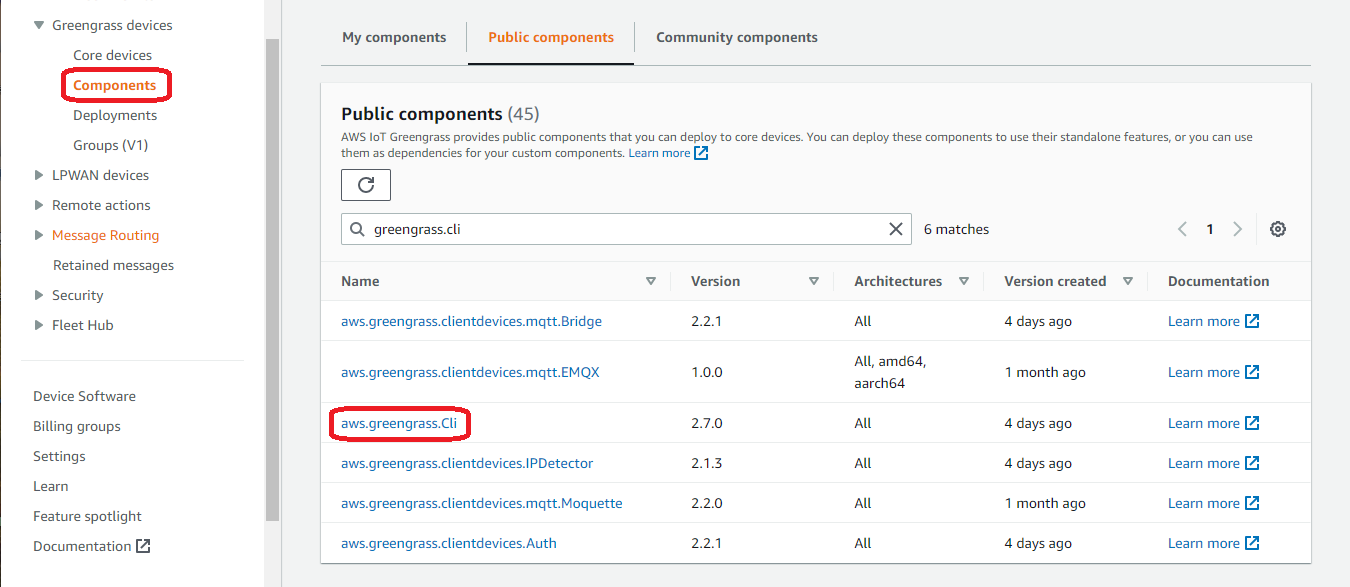 Greengrass devices
Core devices
Components
Deployments
Groups (V1)
LPWAN devices
Remote actions
Message Routing
Retained messages
Security
Fleet Hub
Device Software
Billing groups
Settings
Learn
Feature spotlight
Documentation
My components Public components Community components
Public components (45)
AWS IoT Greengrass provides public components that you can deploy to core devices. You can deploy these components to use their standalone features, or you can use
them as dependencies for your custom components. Learn more
greengrass.cli 6 matches 1
Name Version Architectures Version created Documentation
aws.greengrass.clientdevices.mqtt.Bridge 2.2.1 All 4 days ago Learn more
aws.greengrass.clientdevices.mqtt.EMQX 1.0.0 All, amd64, 1 month ago Learn more
aarch64
aws.greengrass.Cli 2.7.0 All 4 days ago Learn more
aws.greengrass.clientdevices.IPDetector 2.1.3 All 4 days ago Learn more
aws.greengrass.clientdevices.mqtt.Moquette 2.2.0 All 1 month ago Learn more
aws.greengrass.clientdevices.Auth 2.2.1 All 4 days ago Learn more